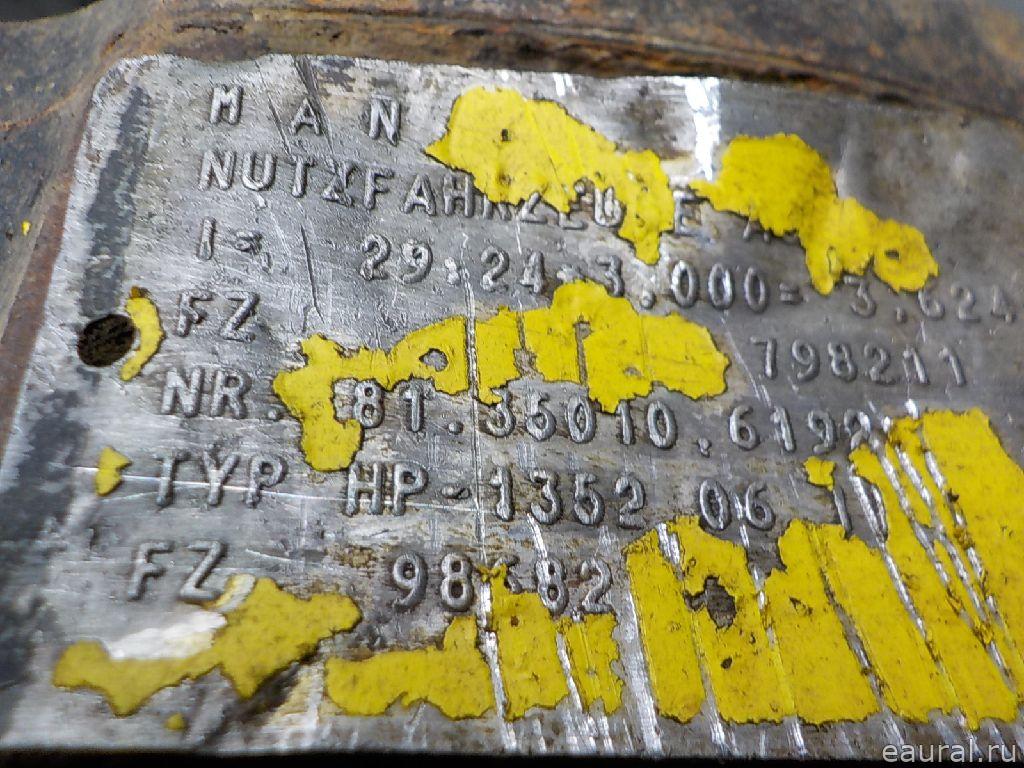 M A N
NUTZFAHRZEUGE
I= 29:24=3.000= 3.624
FZ 798211
NR. 81.35010.6199
TYP HP-1352 06
FZ
eaural.ru